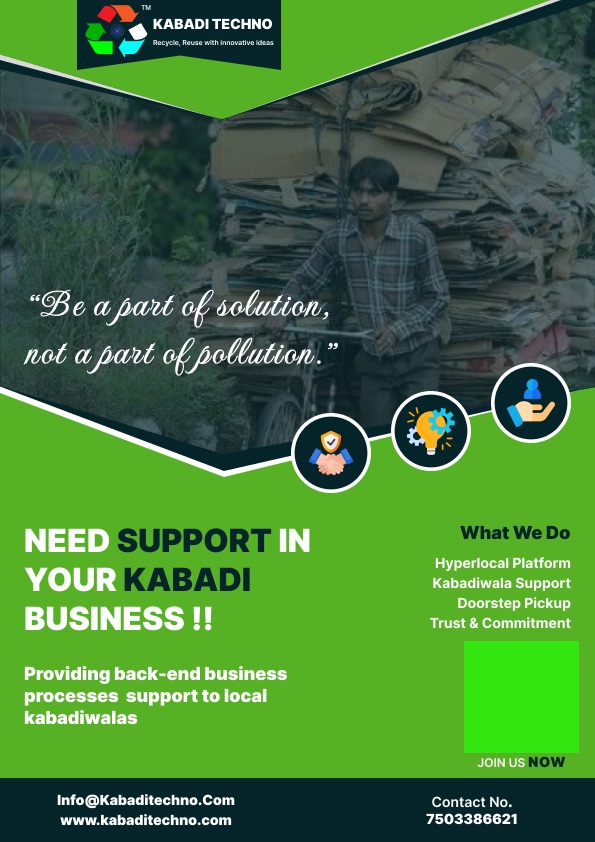 TM
KABADI TECHNO
Recycle, Reuse with Innovative ideas
“Be a part of solution,
not a part of pollution.”
NEED SUPPORT IN
YOUR KABADI
BUSINESS !!
Providing back-end business
processes support to local
kabadiwalas
What We Do
Hyperlocal Platform
Kabadiwala Support
Doorstep Pickup
Trust & Commitment
JOIN US NOW
Info@Kabaditechno.Com
www.kabaditechno.com
Contact No.
7503386621